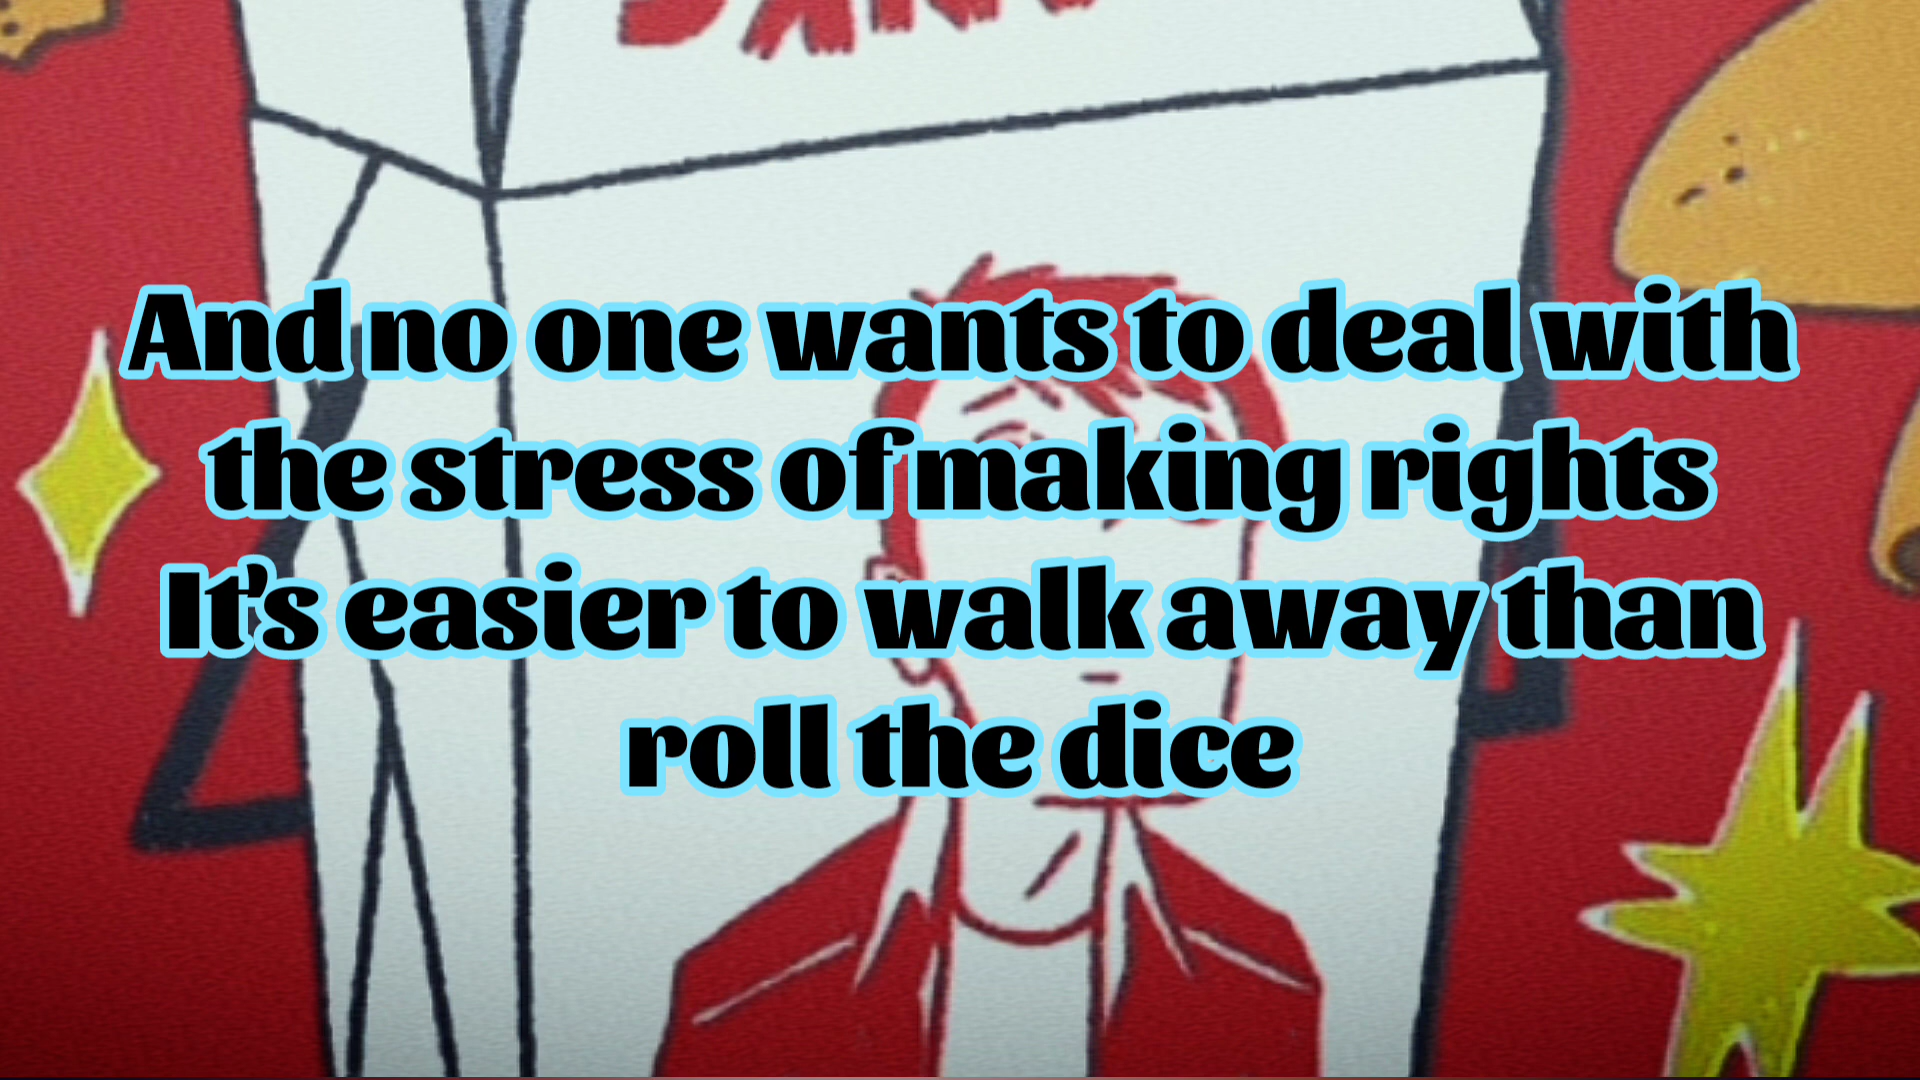 And no one wants to deal with
the stress of making rights
It's easier to walk away than
roll the dice